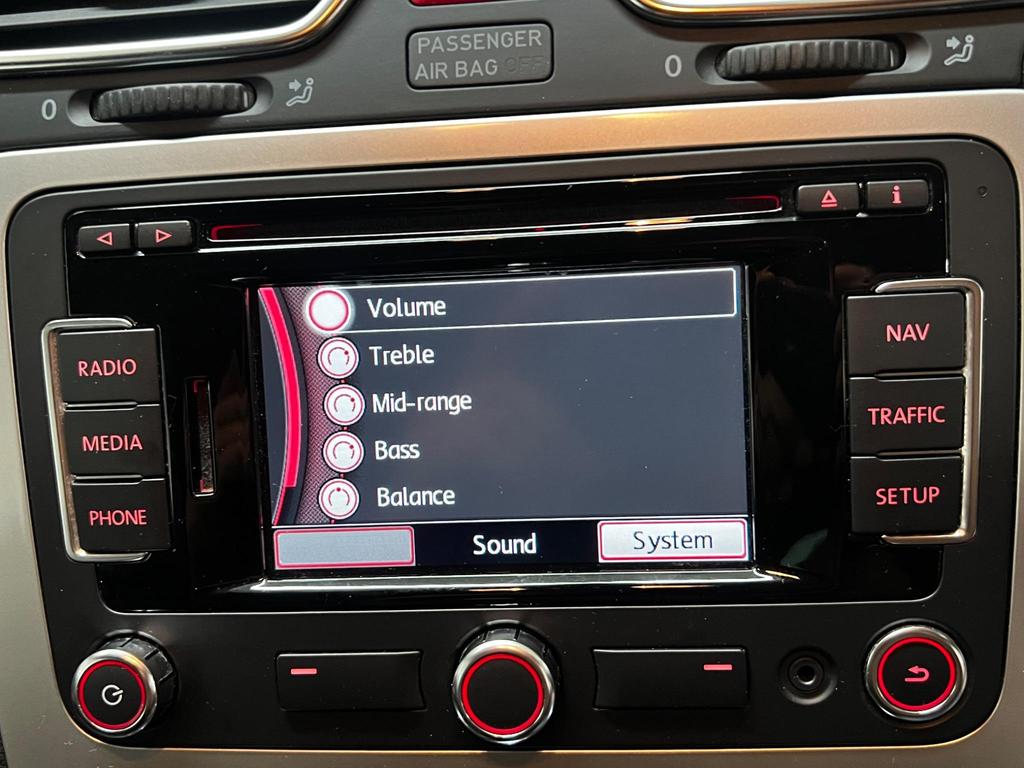 PASSENGER
AIR BAG OFF
0
0
i
RADIO
MEDIA
PHONE
Volume
Treble
Mid-range
Bass
Balance
Sound
System
NAV
TRAFFIC
SETUP